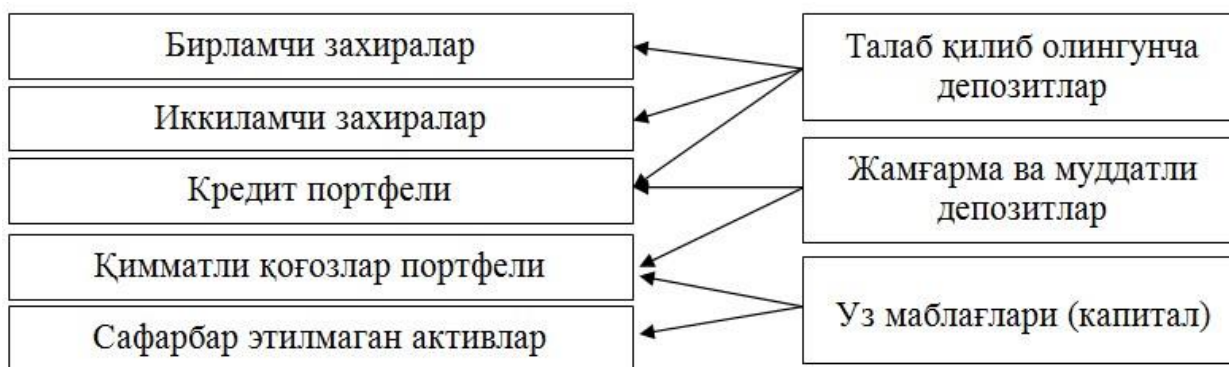 Бирламчи захиралар
Иккиламчи захиралар
Кредит портфели
Қимматли қоғозлар портфели
Сафарбар этилмаган активлар
Талаб қилиб олингунча
депозитлар
Жамғарма ва муддатли
депозитлар
Уз маблағлари (капитал)